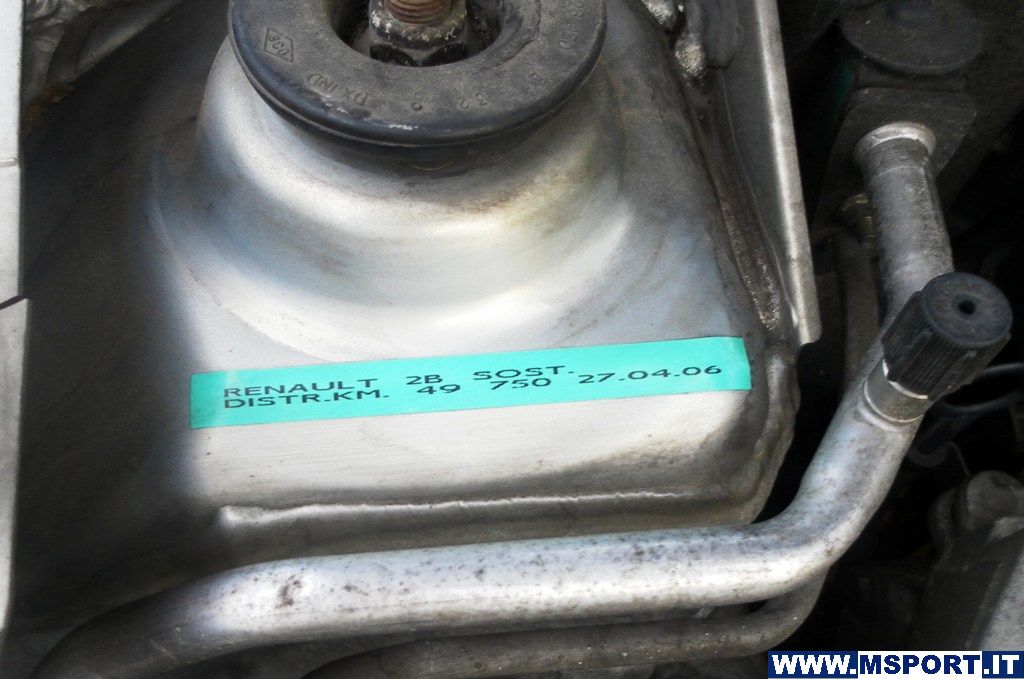 RENAULT 2B SOST.
DISTR.KM. 49 750 27.04.06
WWW.MSPORT.IT